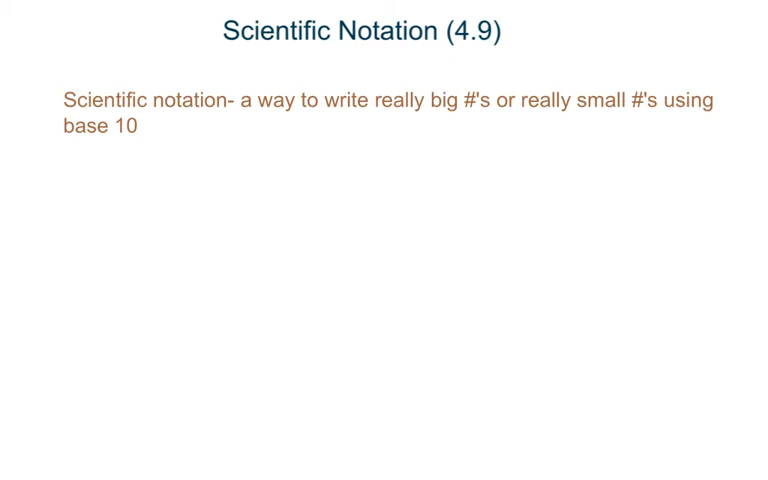 Scientific Notation (4.9)
Scientific notation- a way to write really big #'s or really small #'s using
base 10